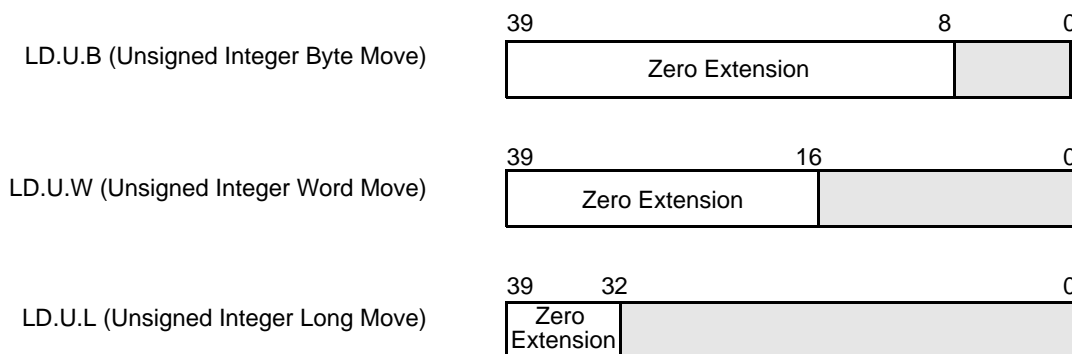 39 8 0
LD.U.B (Unsigned Integer Byte Move)
Zero Extension
39 16 0
LD.U.W (Unsigned Integer Word Move)
Zero Extension
39 32 0
LD.U.L (Unsigned Integer Long Move)
Zero
Extension